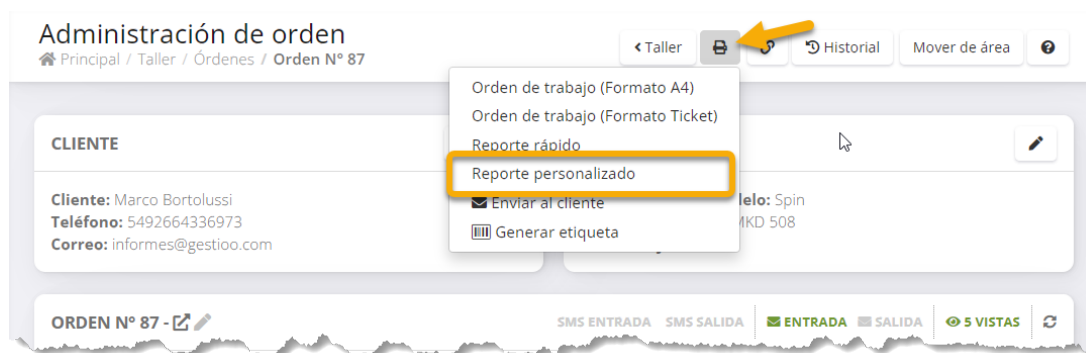 Administración de orden
Principal / Taller / Órdenes / Orden N° 87
Taller
Historial
Mover de área
Orden de trabajo (Formato A4)
Orden de trabajo (Formato Ticket)
Reporte rápido
Reporte personalizado
Enviar al cliente
Generar etiqueta
CLIENTE
Cliente: Marco Bortolussi
Teléfono: 5492664336973
Correo: informes@gestioo.com
elo: Spin
MKD 508
ORDEN N° 87 -
SMS ENTRADA SMS SALIDA ENTRADA SALIDA 5 VISTAS